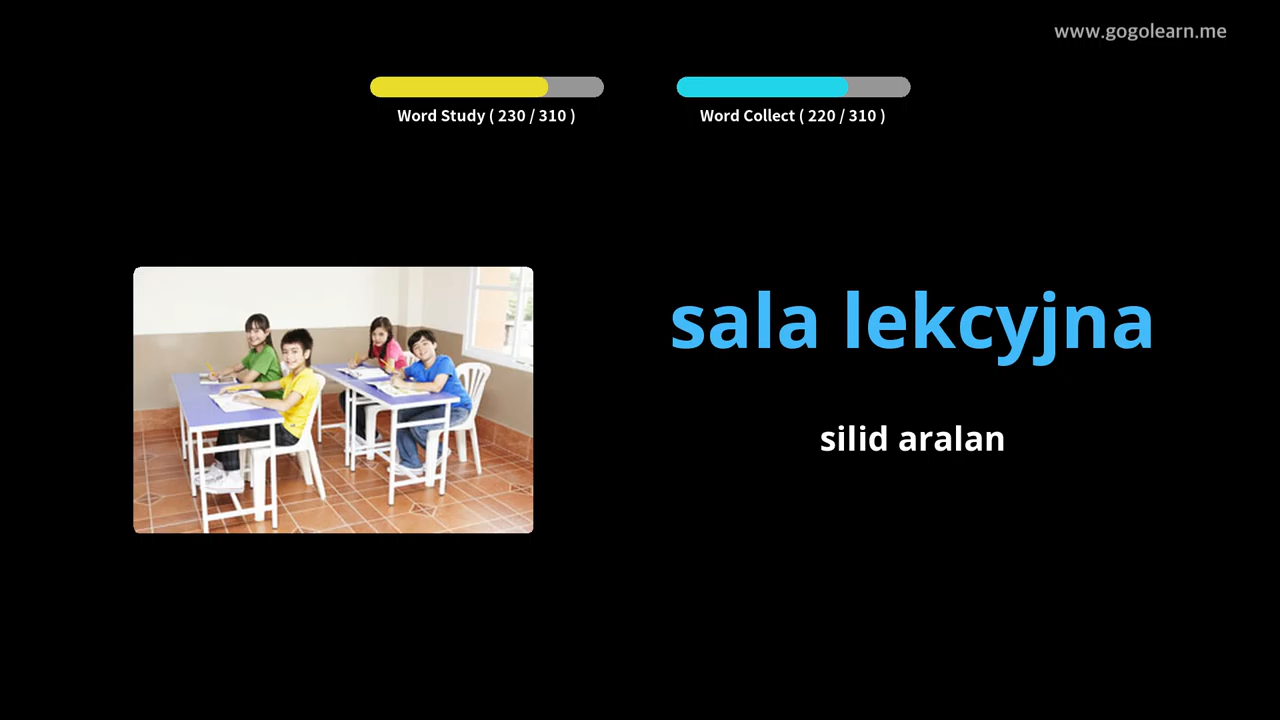 www.gogolearn.me
Word Study ( 230 / 310 )
Word Collect ( 220 / 310 )
sala lekcyjna
silid aralan